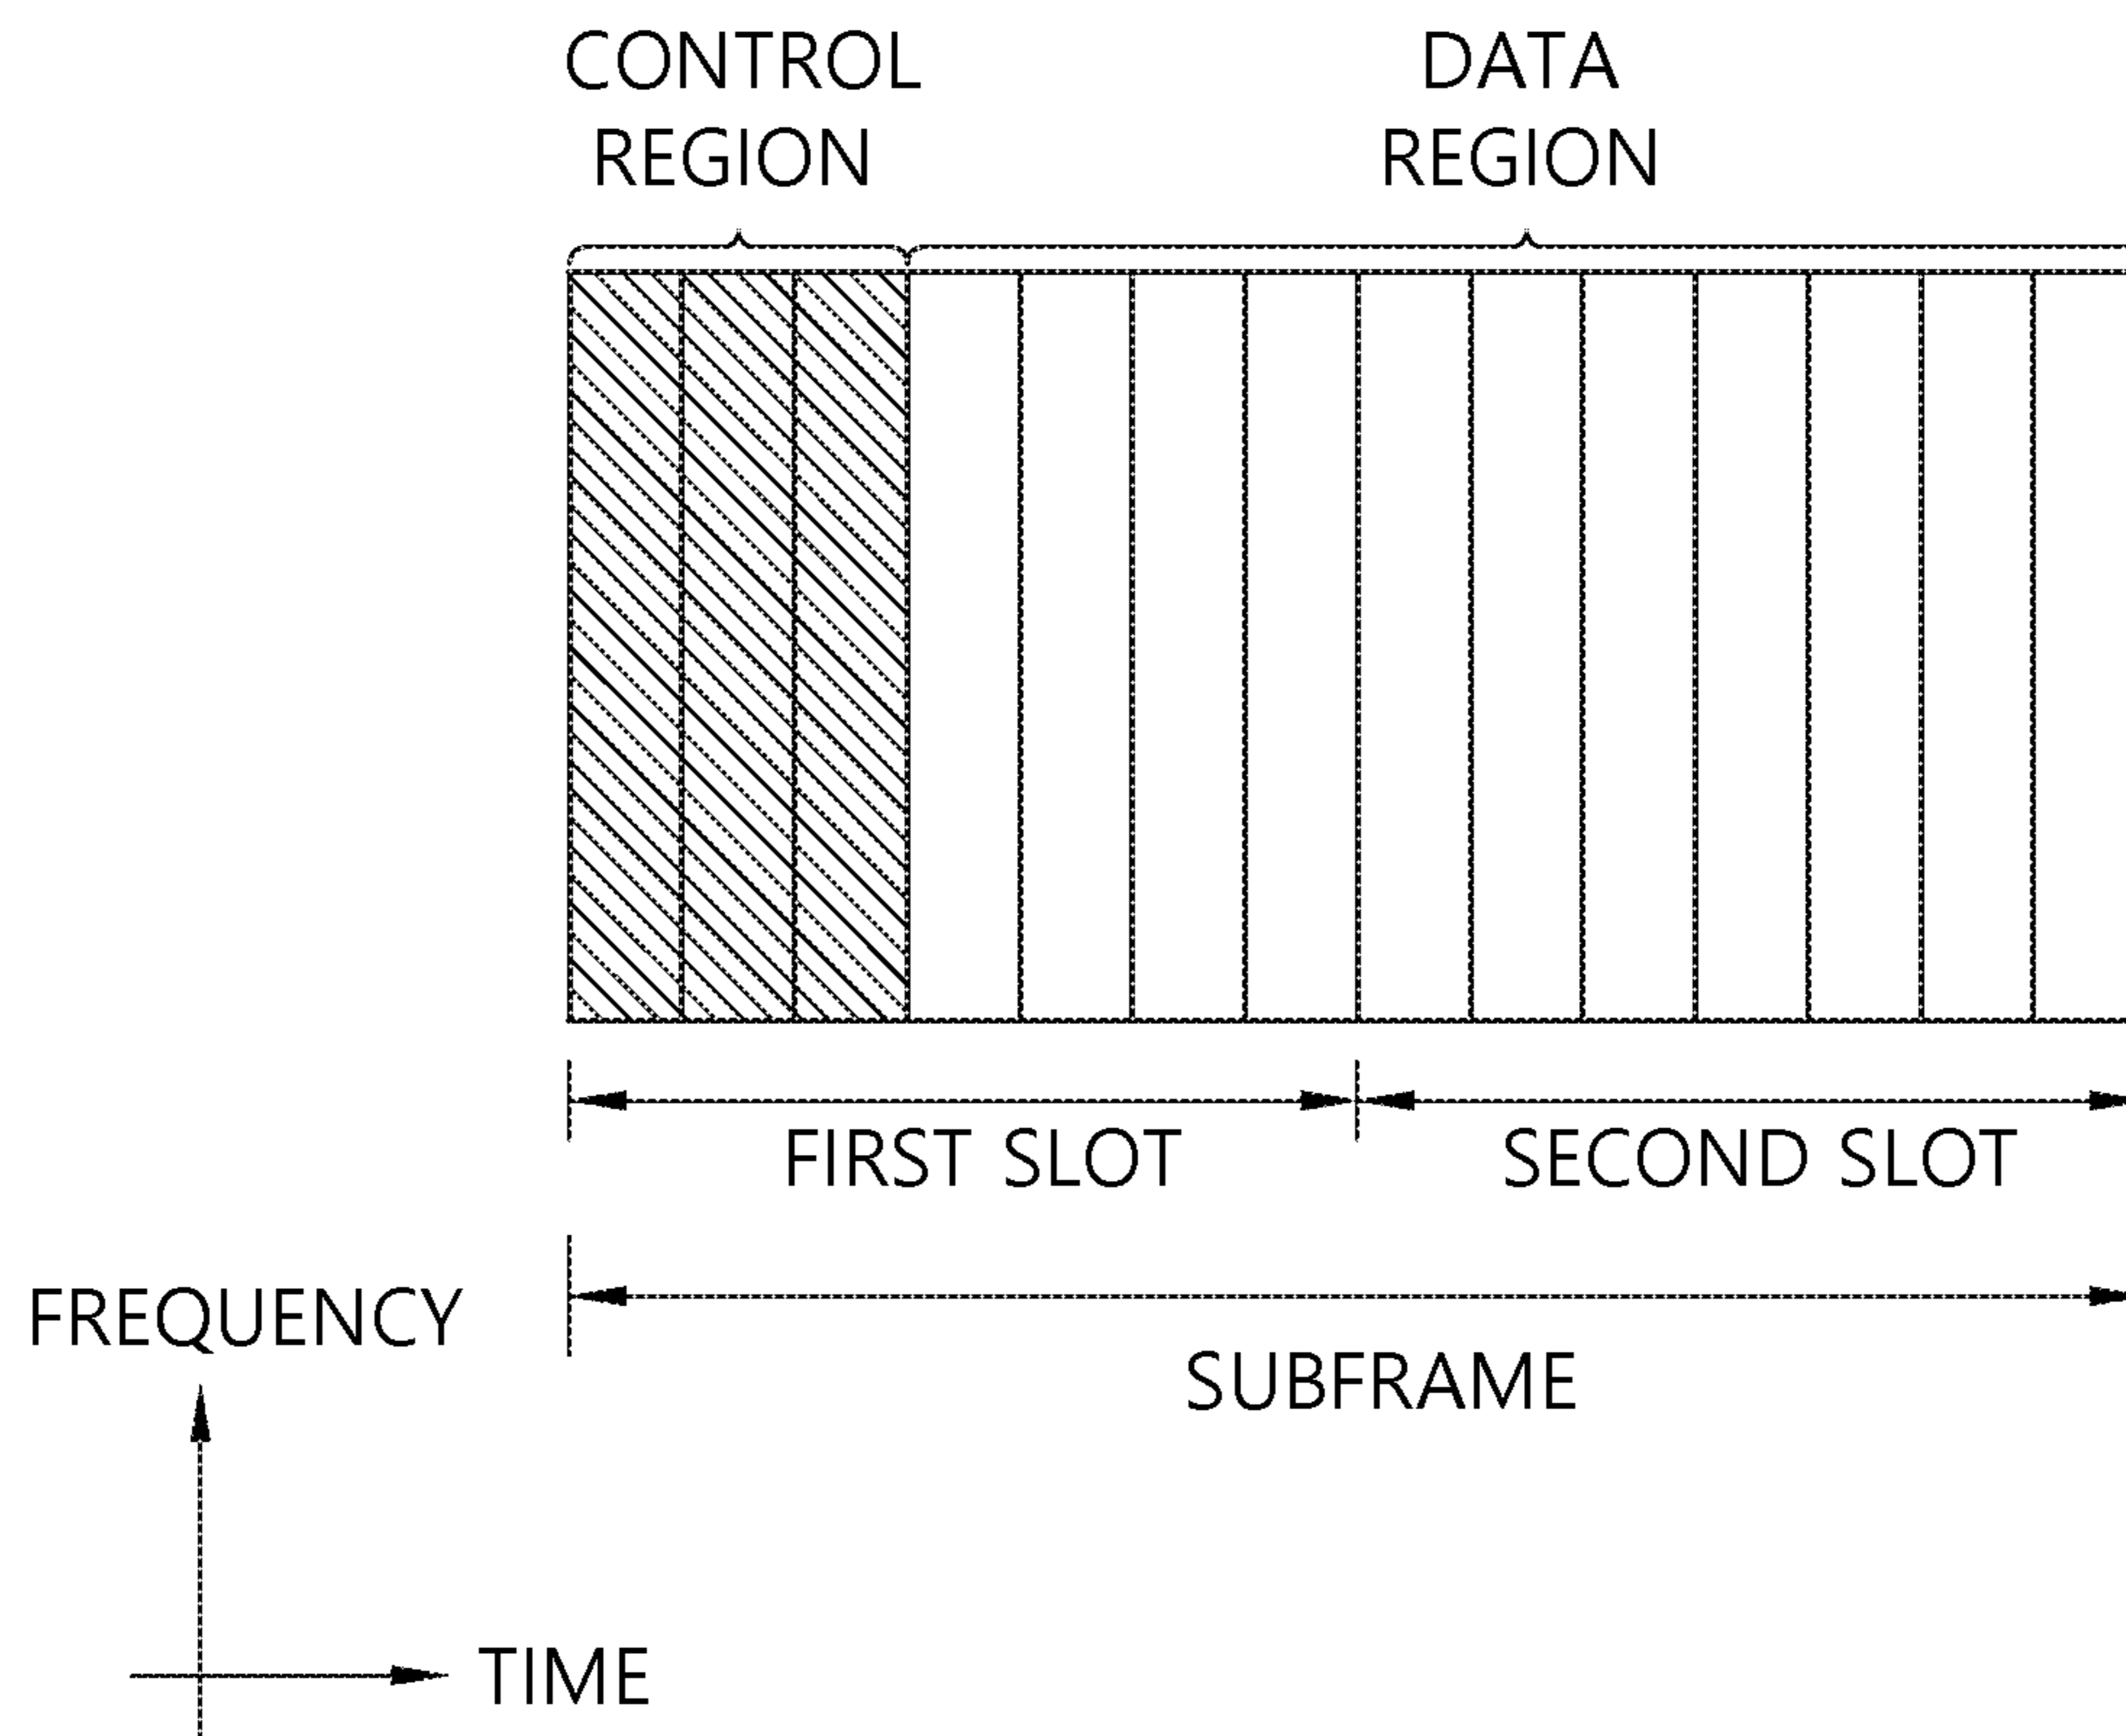 CONTROL
REGION
DATA
REGION
FIRST SLOT
SECOND SLOT
SUBFRAME
FREQUENCY
TIME